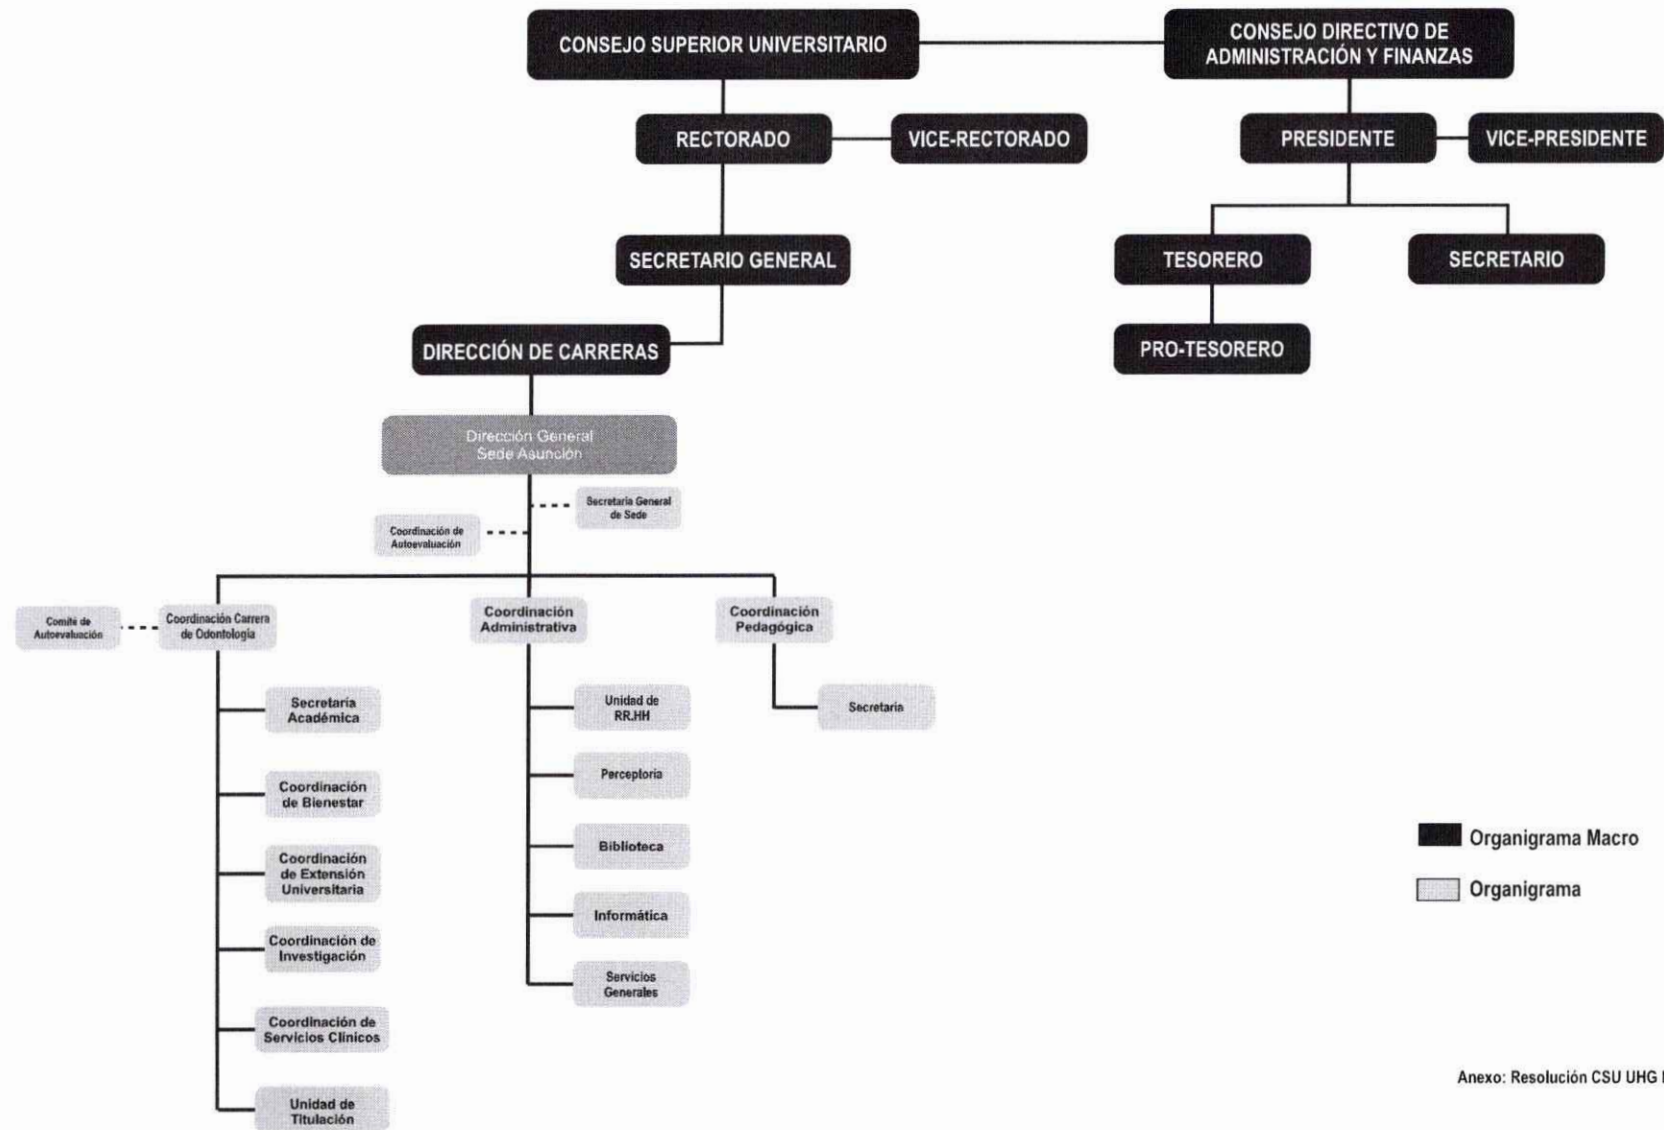 CONSEJO SUPERIOR UNIVERSITARIO
CONSEJO DIRECTIVO DE
ADMINISTRACIÓN Y FINANZAS
RECTORADO
VICE-RECTORADO
PRESIDENTE
VICE-PRESIDENTE
SECRETARIO GENERAL
TESORERO
SECRETARIO
DIRECCIÓN DE CARRERAS
PRO-TESORERO
Dirección General
Sede Asunción
Secretaría General
de Sede
Coordinación de
Autoevaluación
Comité de
Autoevaluación
Coordinación Carrera
de Odontología
Coordinación
Administrativa
Coordinación
Pedagógica
Secretaría
Académica
Unidad de
RR.HH
Secretaría
Coordinación
de Bienestar
Perceptoría
Coordinación
de Extensión
Universitaria
Biblioteca
Organigrama Macro
Organigrama
Coordinación de
Investigación
Informática
Servicios
Generales
Coordinación de
Servicios Clínicos
Unidad de
Titulación
Anexo: Resolución CSU UHG